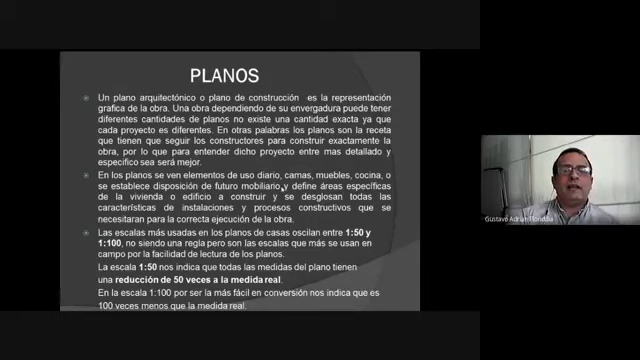 PLANOS
Un plano arquitectónico o plano de construcción es la representación
grafica de la obra. Una obra dependiendo de su envergadura puede tener
diferentes cantidades de planos no existe una cantidad exacta ya que
cada proyecto es diferentes. En otras palabras los planos son la receta
que tienen que seguir los constructores para construir exactamente la
obra, por lo que para entender dicho proyecto entre mas detallado y
especifico sea será mejor.
En los planos se ven elementos de uso diario, camas, muebles, cocina, o
se establece disposición de futuro mobiliario y define áreas específicas
de la vivienda o edificio a construir y se desglosan todas las
características de instalaciones y procesos constructivos que se
necesitaran para la correcta ejecución de la obra.
Las escalas más usadas en los planos de casas oscilan entre 1:50 y
1:100, no siendo una regla pero son las escalas que más se usan en
campo por la facilidad de lectura de los planos.
La escala 1:50 nos indica que todas las medidas del plano tienen
una reducción de 50 veces a la medida real.
En la escala 1:100 por ser la más fácil en conversión nos indica que es
100 veces menos que la medida real.
Gustavo Adrián